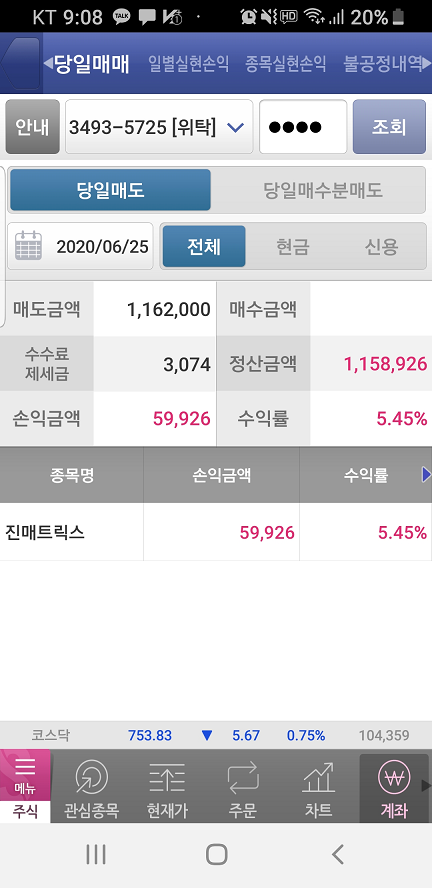 KT 9:08 TALK HD 20%
당일매매 일별실현손익 종목실현손익 불공정내역
안내 3493-5725 [위탁] ●●●● 조회
당일매도 당일매수분매도
2020/06/25 전체 현금 신용
매도금액 1,162,000 매수금액
수수료
제세금 3,074 정산금액 1,158,926
손익금액 59,926 수익률 5.45%
종목명 손익금액 수익률
진매트릭스 59,926 5.45%
코스닥 753.83 ▼ 5.67 0.75% 104,359
메뉴
주식 관심종목 현재가 주문 차트 계좌